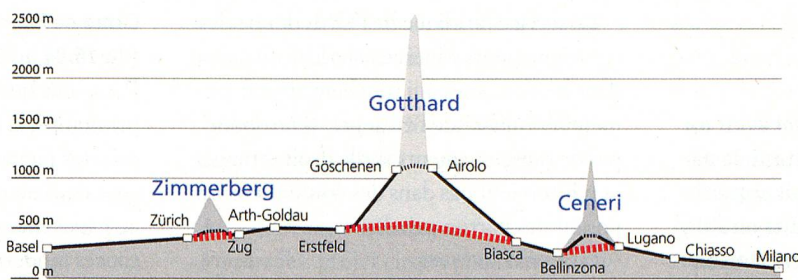 2500 m
2000 m
Gotthard
1500 m
Göschenen
Airolo
1000 m
Zimmerberg
Ceneri
500 m
Zürich
Arth-Goldau
Basel
Zug
Erstfeld
Biasca
Lugano
Chiasso
Bellinzona
Milano
0 m